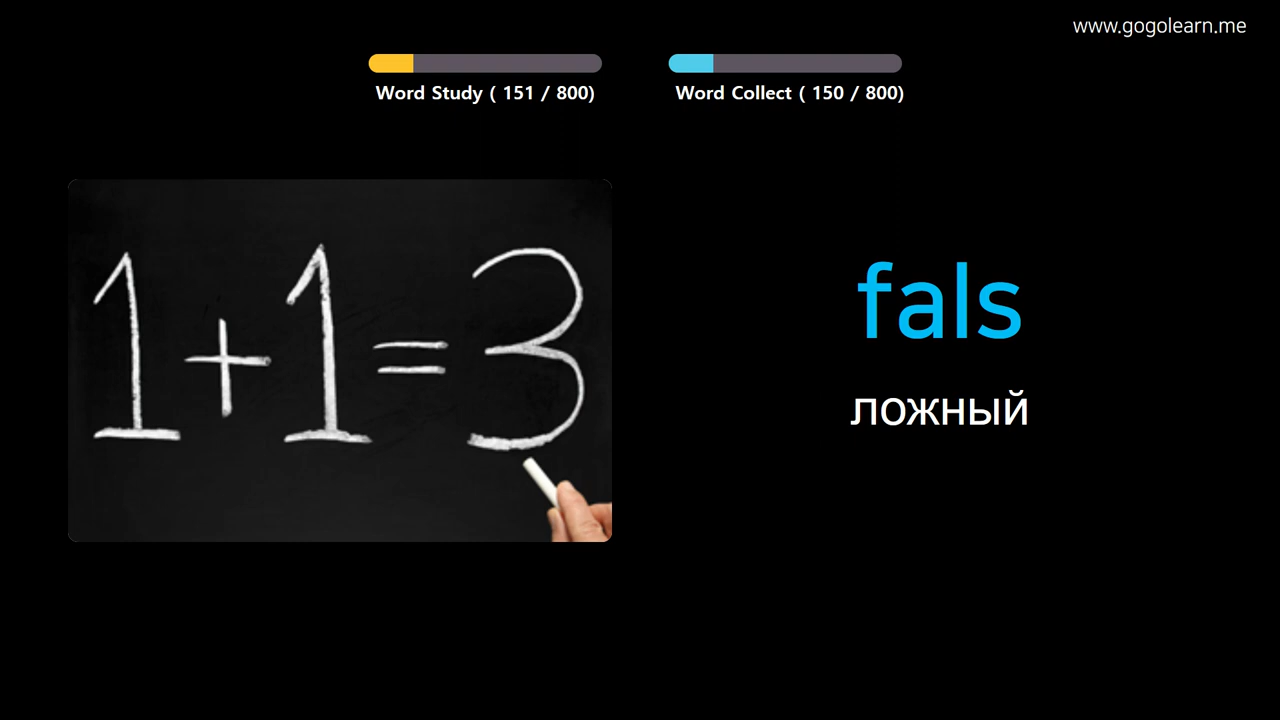 www.gogolearn.me
Word Study ( 151 / 800)
Word Collect ( 150 / 800)
1+1=3
fals
ложный